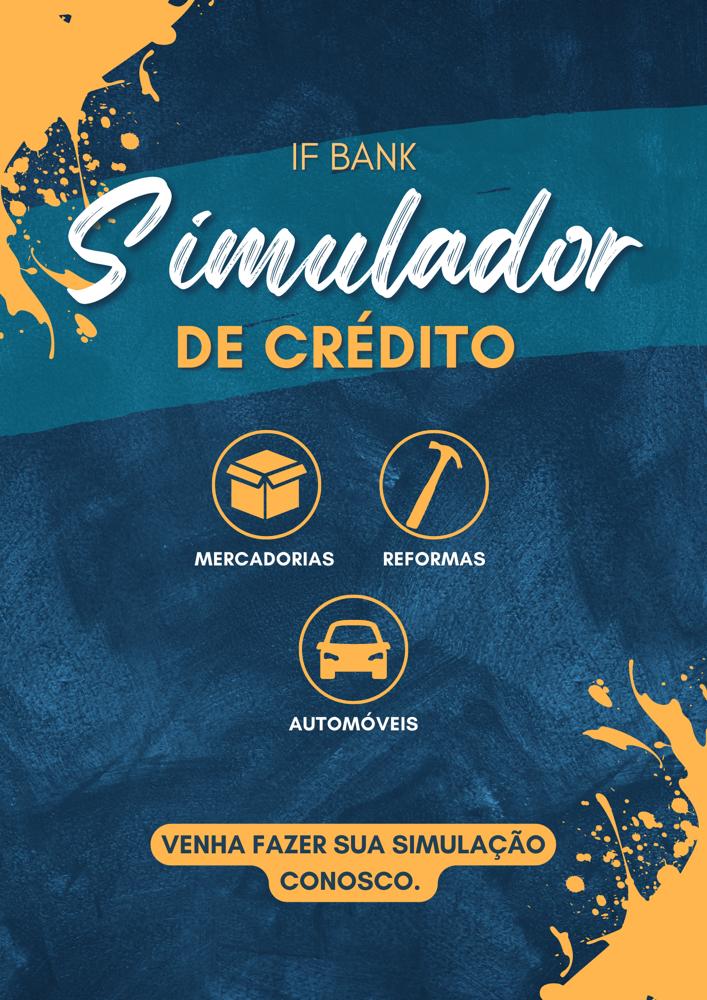 IF BANK
Simulador
DE CRÉDITO
MERCADORIAS REFORMAS
AUTOMÓVEIS
VENHA FAZER SUA SIMULAÇÃO
CONOSCO.